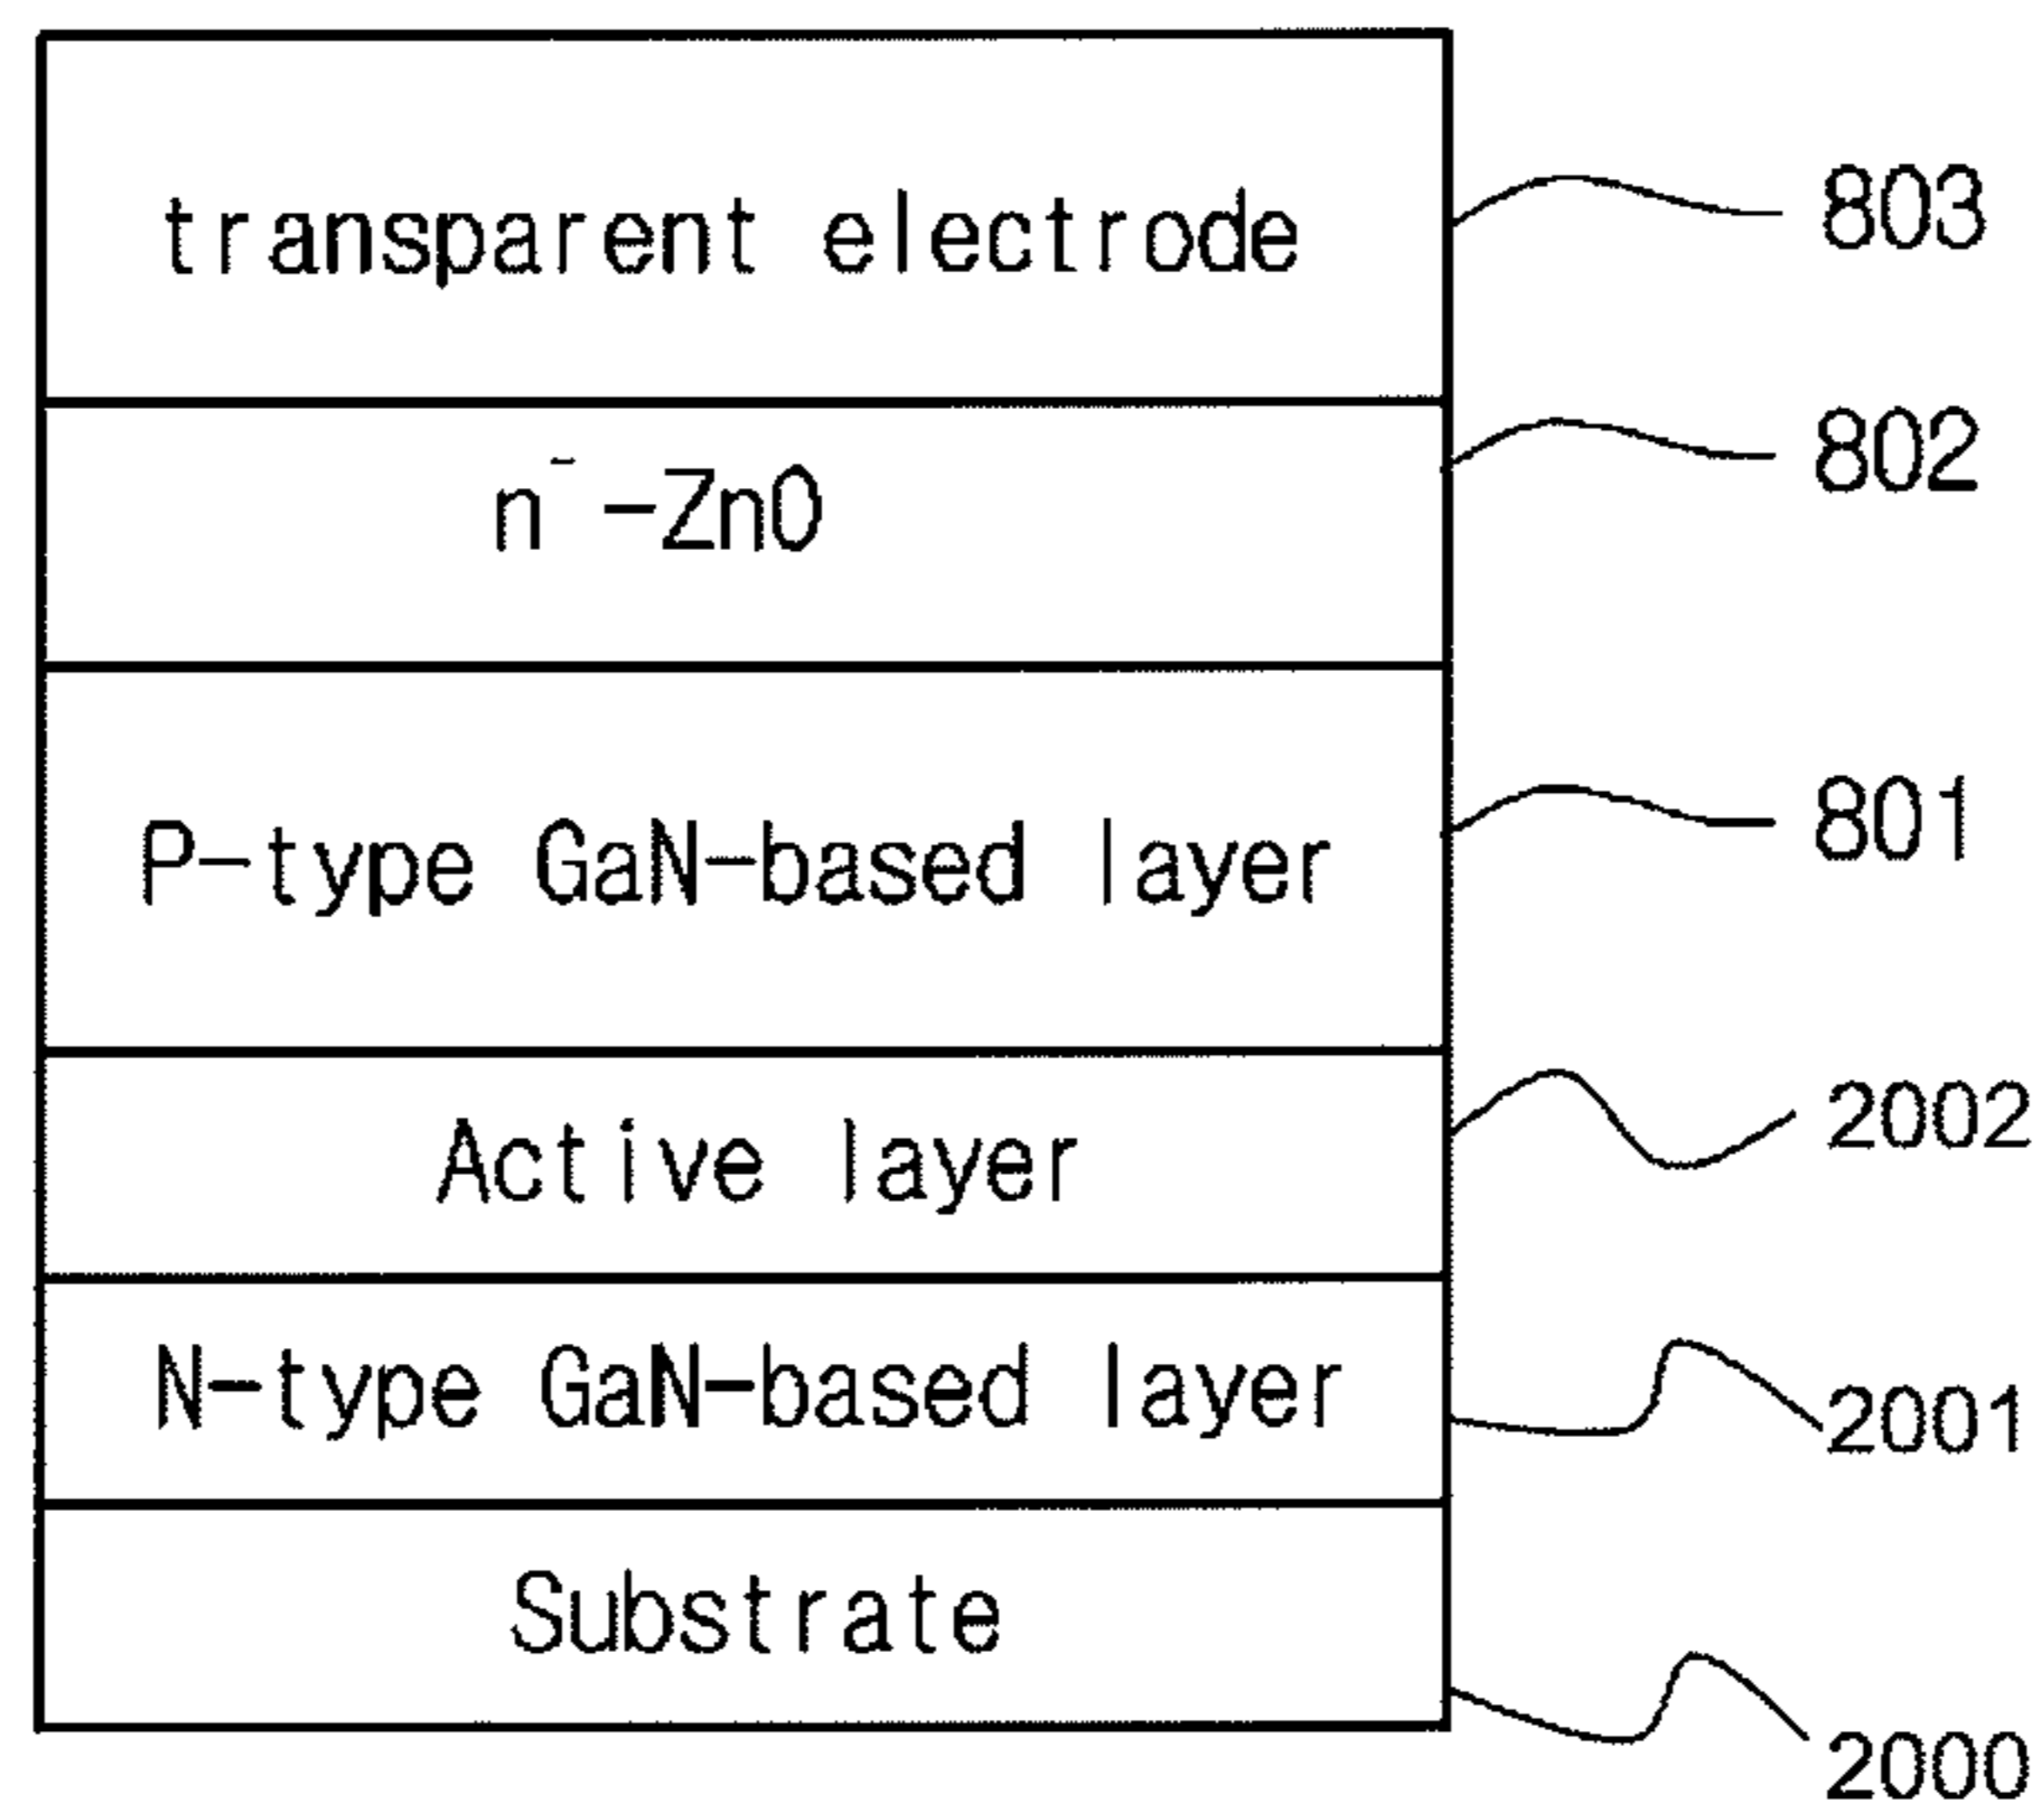 transparent electrode 803
n⁻-ZnO 802
P-type GaN-based layer 801
Active layer 2002
N-type GaN-based layer 2001
Substrate 2000